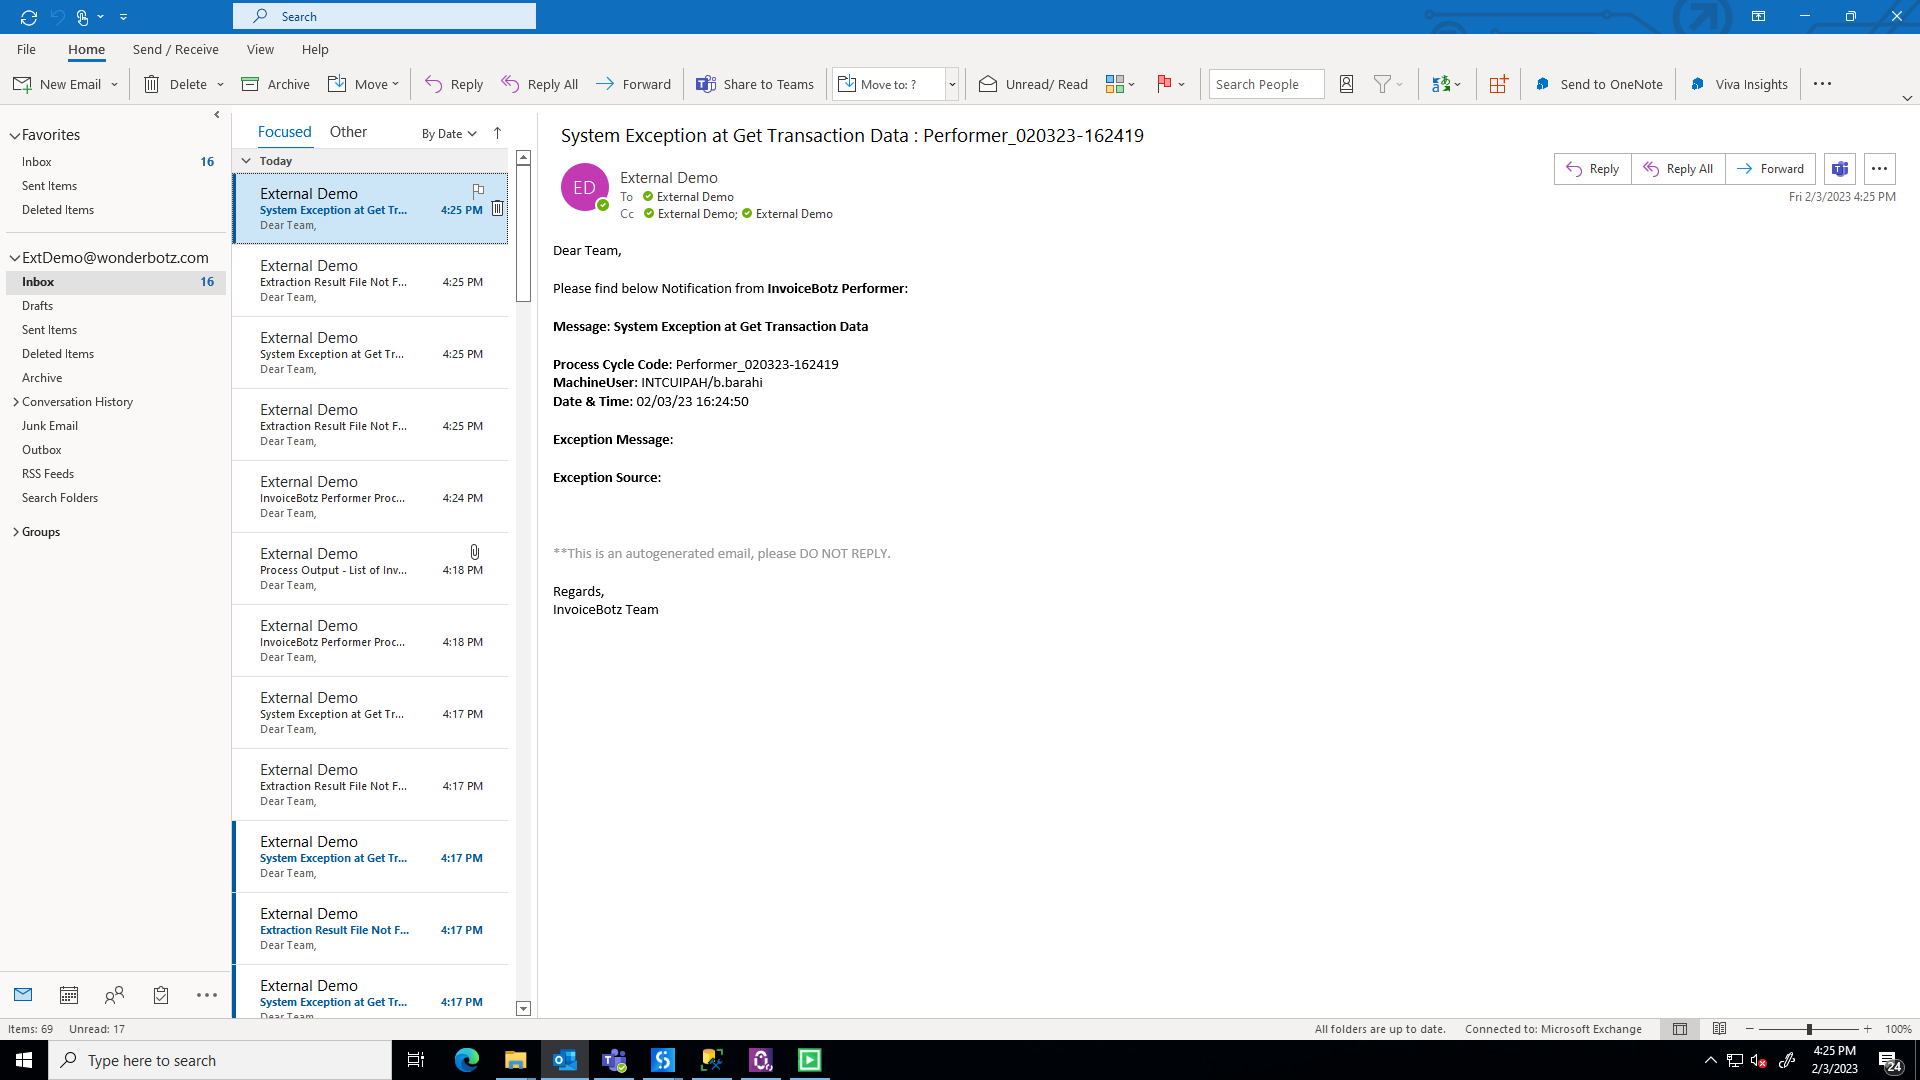 Search
File
Home
Send / Receive
View
Help
New Email
Delete
Archive
Move
Reply
Reply All
Forward
Share to Teams
Move to: ?
Unread/ Read
Search People
Send to OneNote
Viva Insights
Favorites
Inbox 16
Sent Items
Deleted Items
ExtDemo@wonderbotz.com
Inbox 16
Drafts
Sent Items
Deleted Items
Archive
Conversation History
Junk Email
Outbox
RSS Feeds
Search Folders
Groups
Focused
Other
By Date
Today
External Demo
System Exception at Get Tr... 4:25 PM
Dear Team,
External Demo
Extraction Result File Not F... 4:25 PM
Dear Team,
External Demo
System Exception at Get Tr... 4:25 PM
Dear Team,
External Demo
Extraction Result File Not F... 4:25 PM
Dear Team,
External Demo
InvoiceBotz Performer Proc... 4:24 PM
Dear Team,
External Demo
Process Output - List of Inv... 4:18 PM
Dear Team,
External Demo
InvoiceBotz Performer Proc... 4:18 PM
Dear Team,
External Demo
System Exception at Get Tr... 4:17 PM
Dear Team,
External Demo
Extraction Result File Not F... 4:17 PM
Dear Team,
External Demo
System Exception at Get Tr... 4:17 PM
Dear Team,
External Demo
Extraction Result File Not F... 4:17 PM
Dear Team,
External Demo
System Exception at Get Tr... 4:17 PM
Dear Team,
System Exception at Get Transaction Data : Performer_020323-162419
ED
External Demo
To External Demo
Cc External Demo; External Demo
Reply
Reply All
Forward
Fri 2/3/2023 4:25 PM
Dear Team,
Please find below Notification from InvoiceBotz Performer:
Message: System Exception at Get Transaction Data
Process Cycle Code: Performer_020323-162419
MachineUser: INTCUIPAH/b.barahi
Date & Time: 02/03/23 16:24:50
Exception Message:
Exception Source:
**This is an autogenerated email, please DO NOT REPLY.
Regards,
InvoiceBotz Team
Items: 69
Unread: 17
All folders are up to date.
Connected to: Microsoft Exchange
100%
Type here to search
4:25 PM
2/3/2023
24